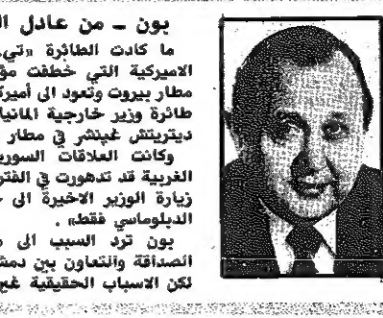 بون ـ من عادل ال
ما كادت الطائرة «تي.
الاميركية التي خطفت مؤ
مطار بيروت وتعود الى أميرك
طائرة وزير خارجية المانيا
ديتريتش غينشر في مطار
وكانت العلاقات السوري
الغربية قد تدهورت في الفتر
زيارة الوزير الاخيرة الى
الدبلوماسي فقط» .
بون ترد السبب الى
الصداقة والتعاون بين دمش
لكن الاسباب الحقيقية غير